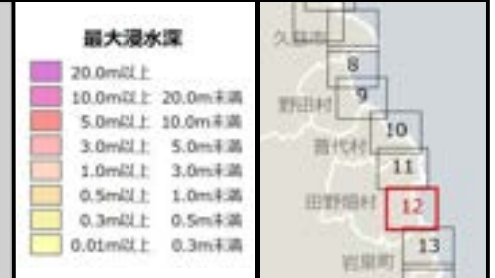 最大浸水深
20.0m以上
10.0m以上 20.0m未満
5.0m以上 10.0m未満
3.0m以上 5.0m未満
1.0m以上 3.0m未満
0.5m以上 1.0m未満
0.3m以上 0.5m未満
0.01m以上 0.3m未満
久慈市
8
9
野田村
10
普代村
11
田野畑村
12
13
岩泉町